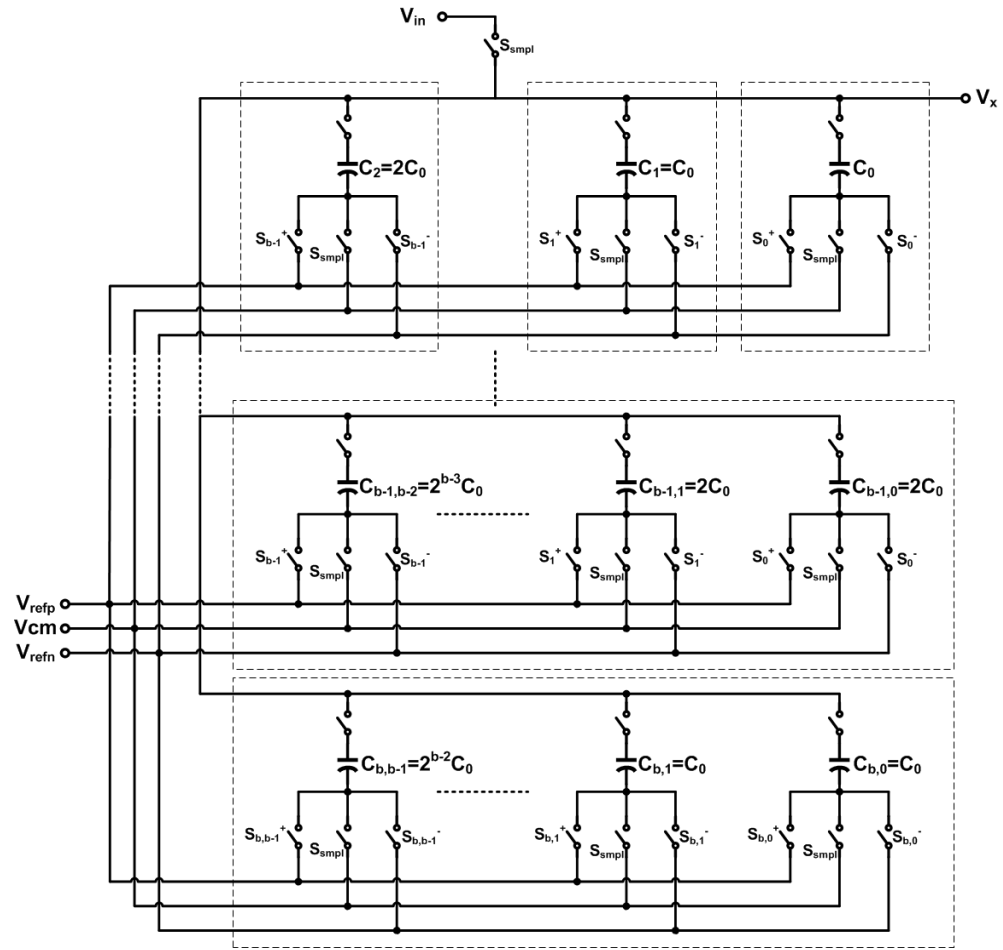 V_in
S_smpl
V_x
C_2=2C_0
C_1=C_0
C_0
S_b-1^+ S_smpl S_b-1^- S_1^+ S_smpl S_1^- S_0^+ S_smpl S_0^-
C_b-1,b-2=2^b-3C_0
C_b-1,1=2C_0
C_b-1,0=2C_0
S_b-1^+ S_smpl S_b-1^- S_1^+ S_smpl S_1^- S_0^+ S_smpl S_0^-
V_refp
Vcm
V_refn
C_b,b-1=2^b-2C_0
C_b,1=C_0
C_b,0=C_0
S_b,b-1^+ S_smpl S_b,b-1^- S_b,1^+ S_smpl S_b,1^- S_b,0^+ S_smpl S_b,0^-